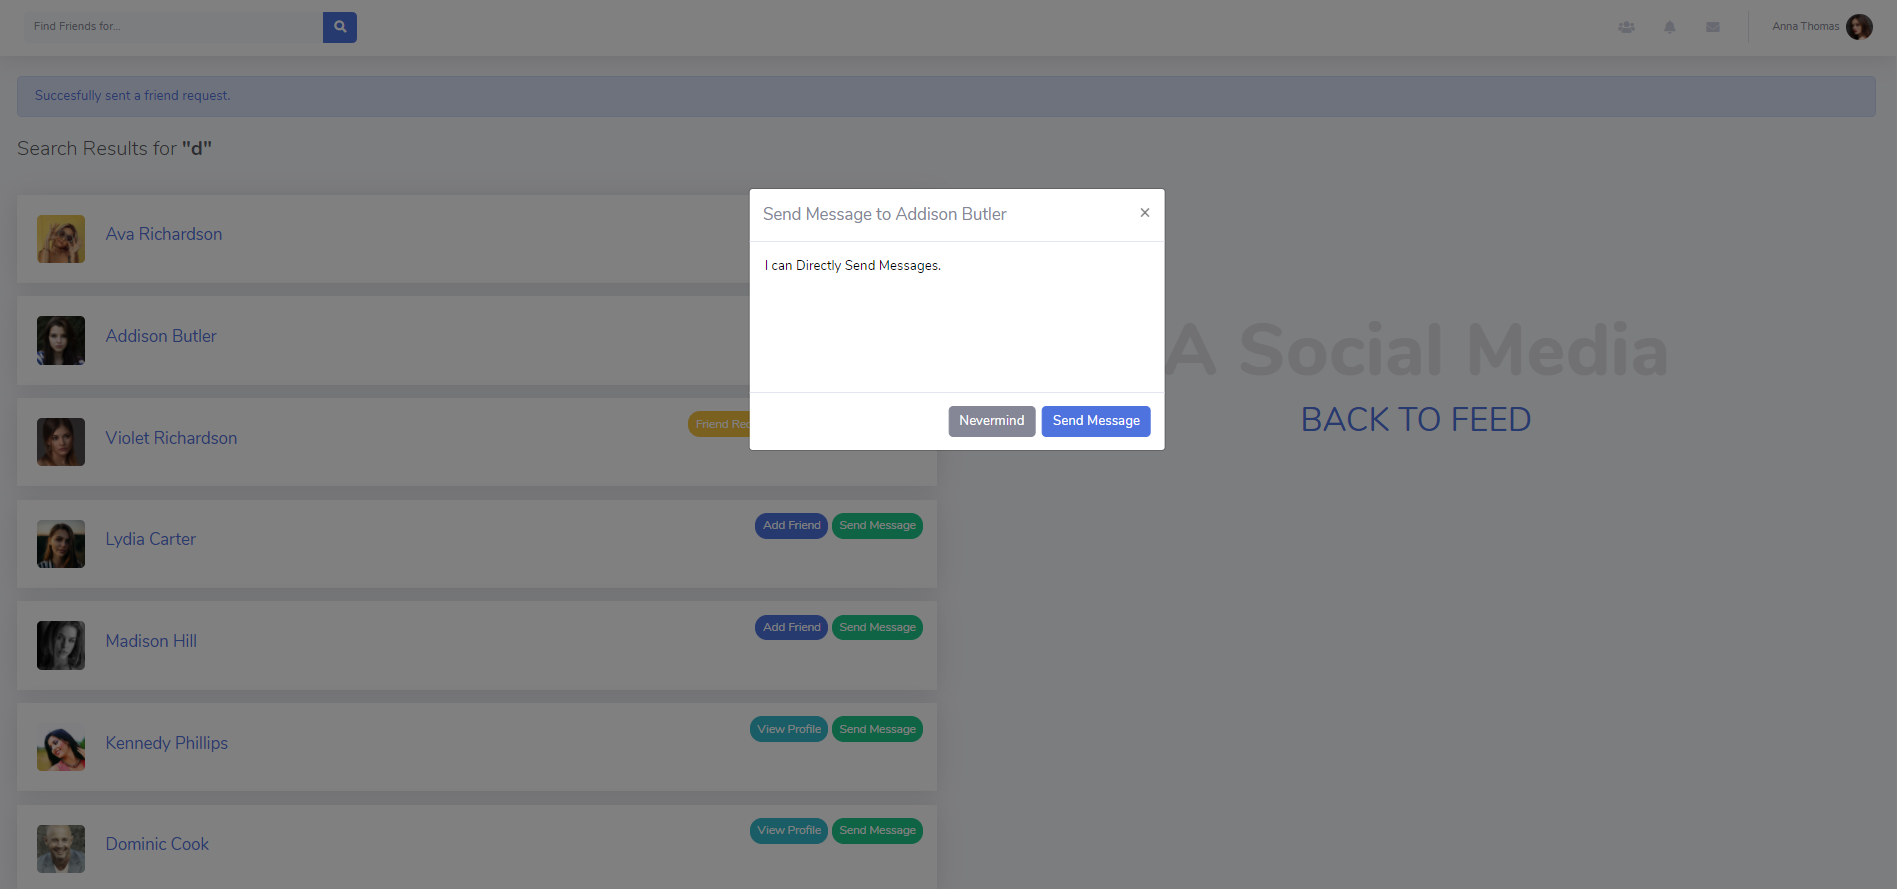 Find Friends for...
Anna Thomas
Succesfully sent a friend request.
Search Results for "d"
Send Message to Addison Butler
×
I can Directly Send Messages.
Nevermind
Send Message
Ava Richardson
Addison Butler
Violet Richardson
Friend Rec
Lydia Carter
Add Friend
Send Message
Madison Hill
Add Friend
Send Message
Kennedy Phillips
View Profile
Send Message
Dominic Cook
View Profile
Send Message
A Social Media
BACK TO FEED